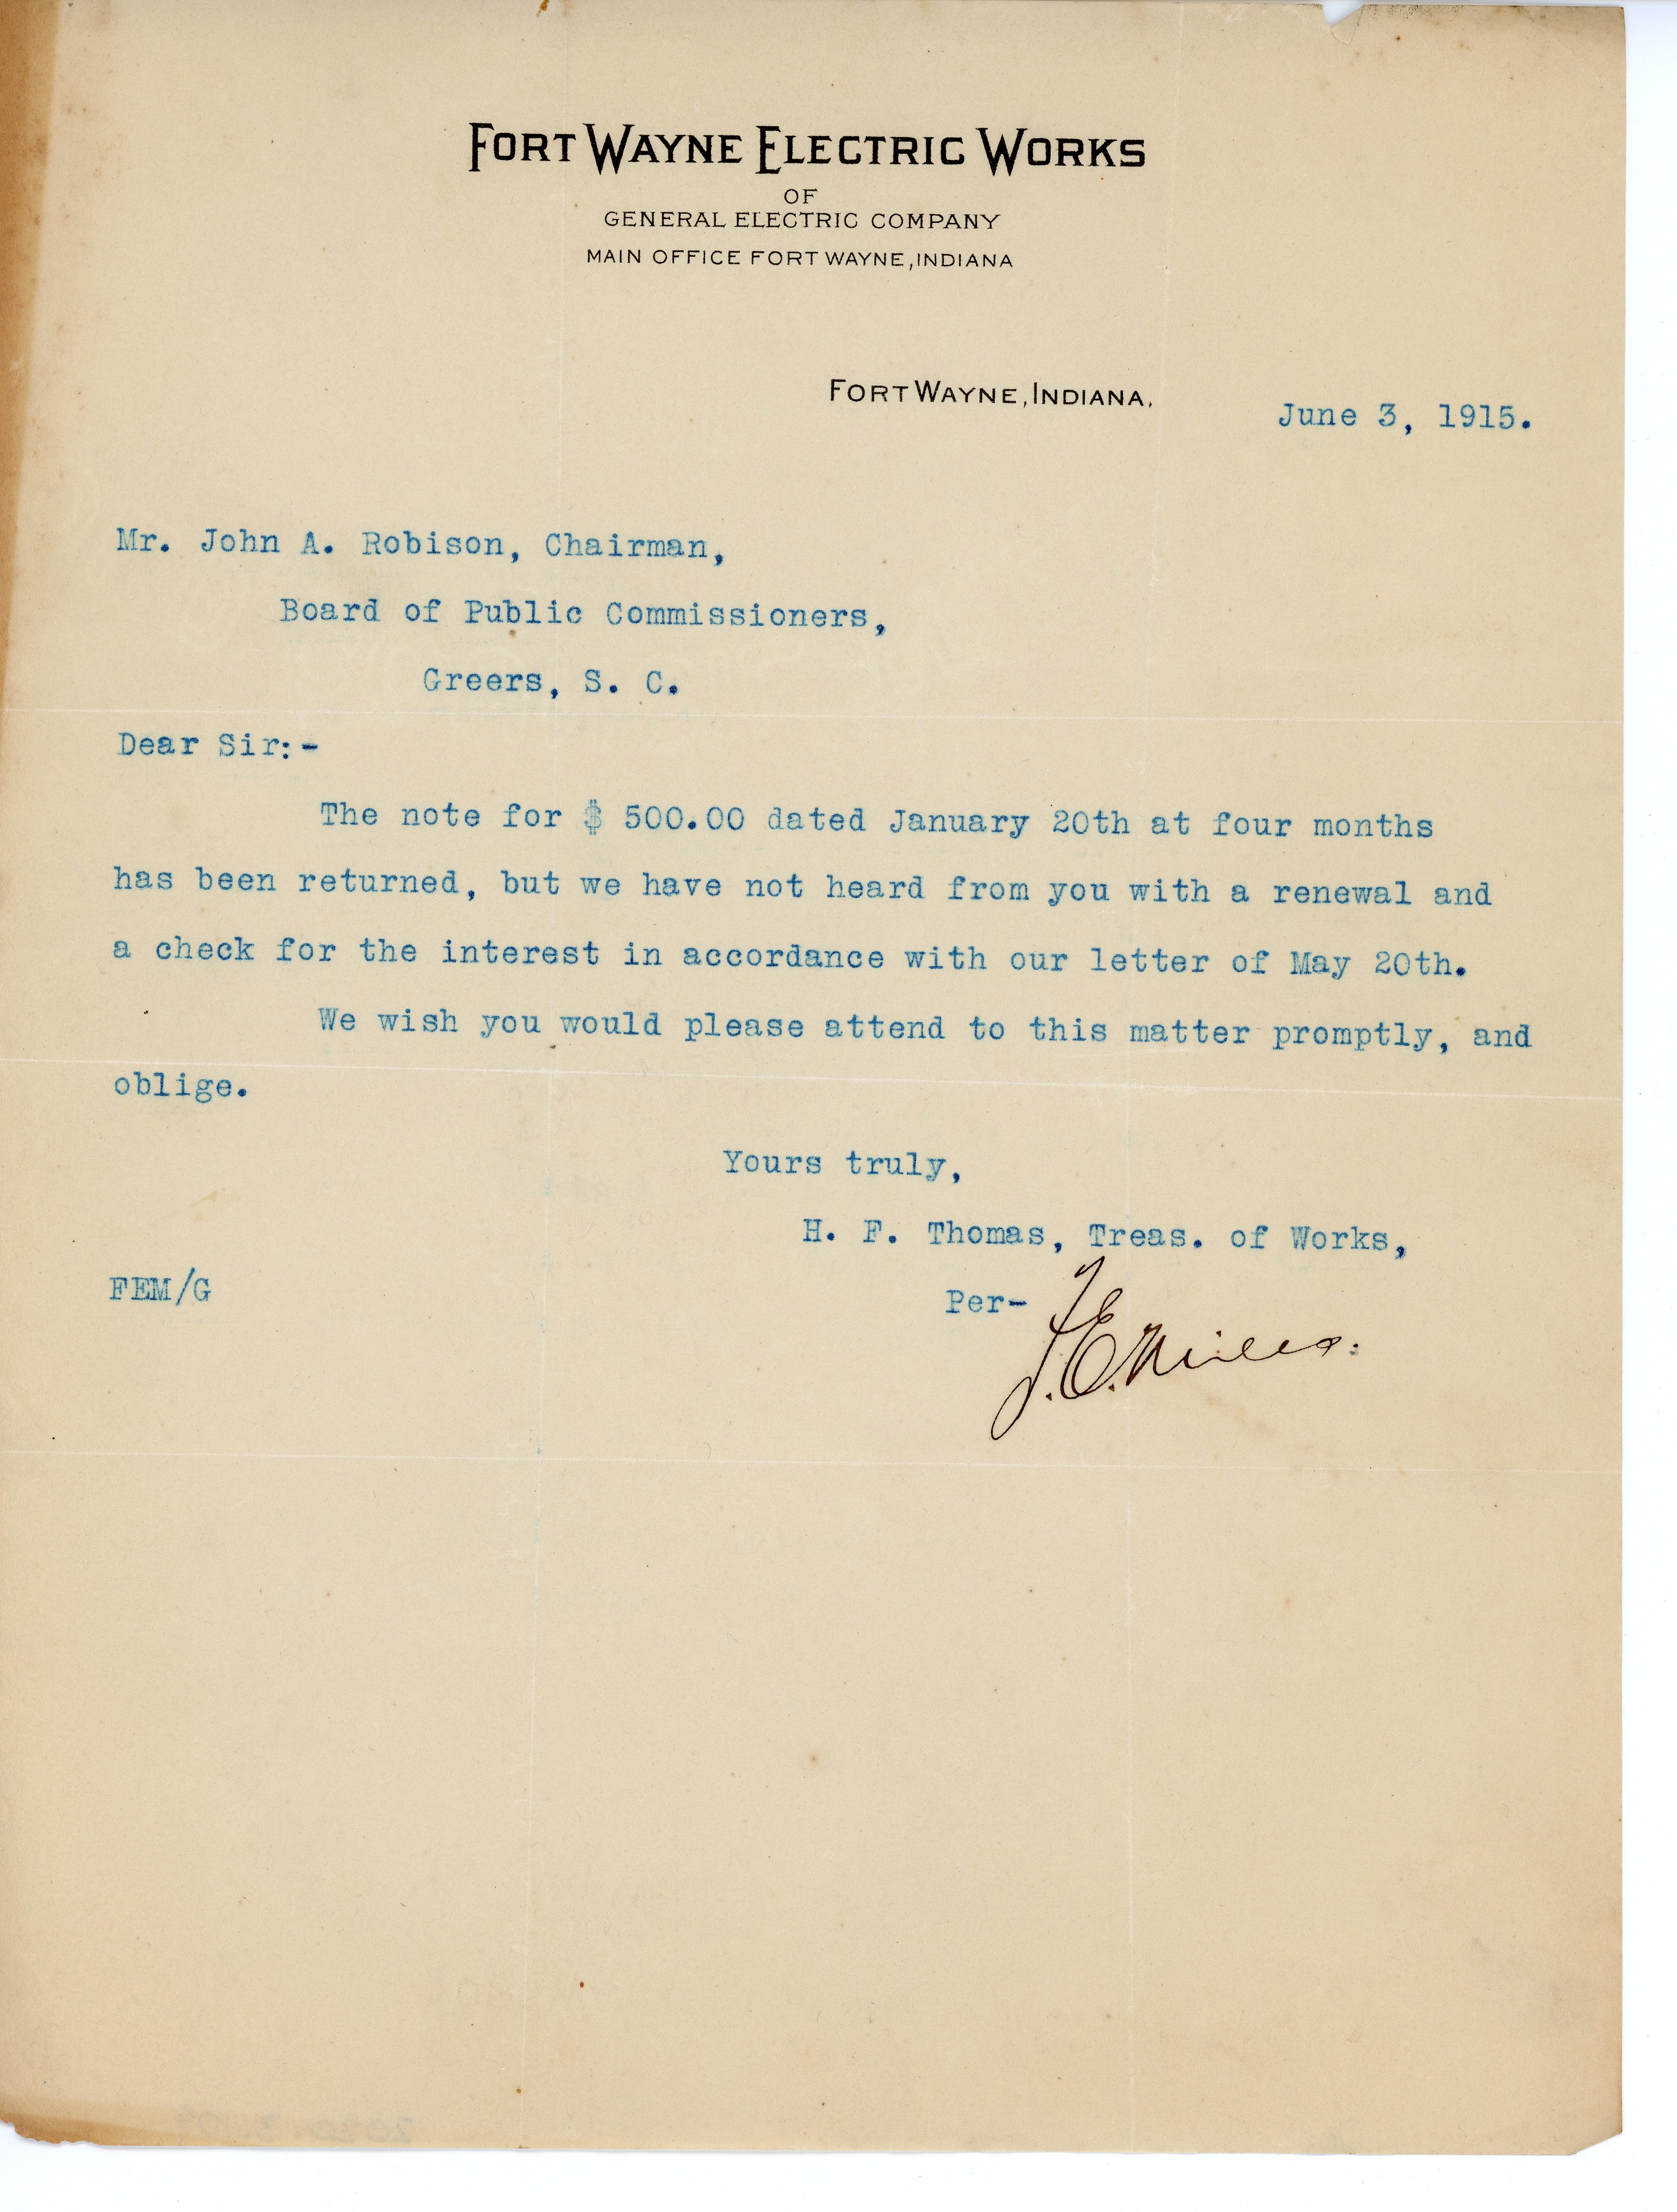 FORT WAYNE ELECTRIC WORKS
OF
GENERAL ELECTRIC COMPANY
MAIN OFFICE FORT WAYNE, INDIANA
FORT WAYNE, INDIANA.
June 3, 1915.
Mr. John A. Robison, Chairman,
Board of Public Commissioners,
Greers, S. C.
Dear Sir:-
The note for $ 500.00 dated January 20th at four months
has been returned, but we have not heard from you with a renewal and
a check for the interest in accordance with our letter of May 20th.
We wish you would please attend to this matter promptly, and
oblige.
Yours truly,
H. F. Thomas, Treas. of Works,
FEM/G
Per-
F.E.